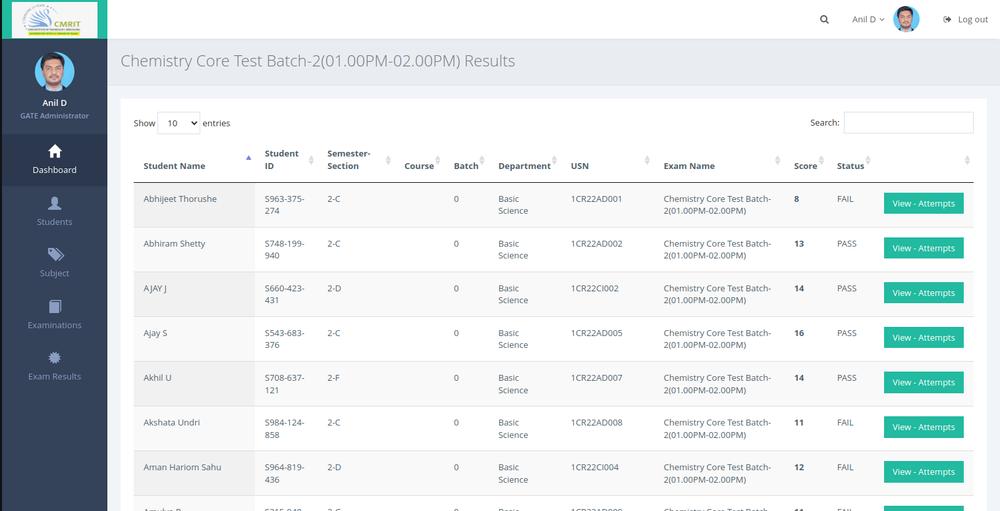 CMRIT
Anil D
Log out
Anil D
GATE Administrator
Dashboard
Students
Subject
Examinations
Exam Results
Chemistry Core Test Batch-2(01.00PM-02.00PM) Results
Show 10 entries
Search:
Student Name Student ID Semester-Section Course Batch Department USN Exam Name Score Status
Abhijeet Thorushe S963-375- 2-C 0 Basic 1CR22AD001 Chemistry Core Test Batch- 8 FAIL View - Attempts
274 Science 2(01.00PM-02.00PM)
Abhiram Shetty S748-199- 2-C 0 Basic 1CR22AD002 Chemistry Core Test Batch- 13 PASS View - Attempts
940 Science 2(01.00PM-02.00PM)
AJAY J S660-423- 2-D 0 Basic 1CR22CI002 Chemistry Core Test Batch- 14 PASS View - Attempts
431 Science 2(01.00PM-02.00PM)
Ajay S S543-683- 2-C 0 Basic 1CR22AD005 Chemistry Core Test Batch- 16 PASS View - Attempts
376 Science 2(01.00PM-02.00PM)
Akhil U S708-637- 2-F 0 Basic 1CR22AD007 Chemistry Core Test Batch- 14 PASS View - Attempts
121 Science 2(01.00PM-02.00PM)
Akshata Undri S984-124- 2-C 0 Basic 1CR22AD008 Chemistry Core Test Batch- 11 FAIL View - Attempts
858 Science 2(01.00PM-02.00PM)
Aman Hariom Sahu S964-819- 2-D 0 Basic 1CR22CI004 Chemistry Core Test Batch- 12 FAIL View - Attempts
436 Science 2(01.00PM-02.00PM)